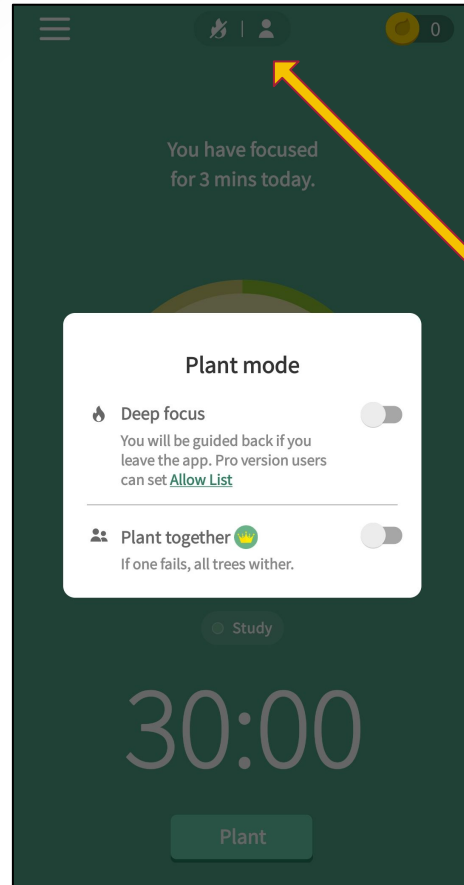 0
You have focused
for 3 mins today.
Plant mode
Deep focus
You will be guided back if you
leave the app. Pro version users
can set Allow List
Plant together
If one fails, all trees wither.
Study
30:00
Plant